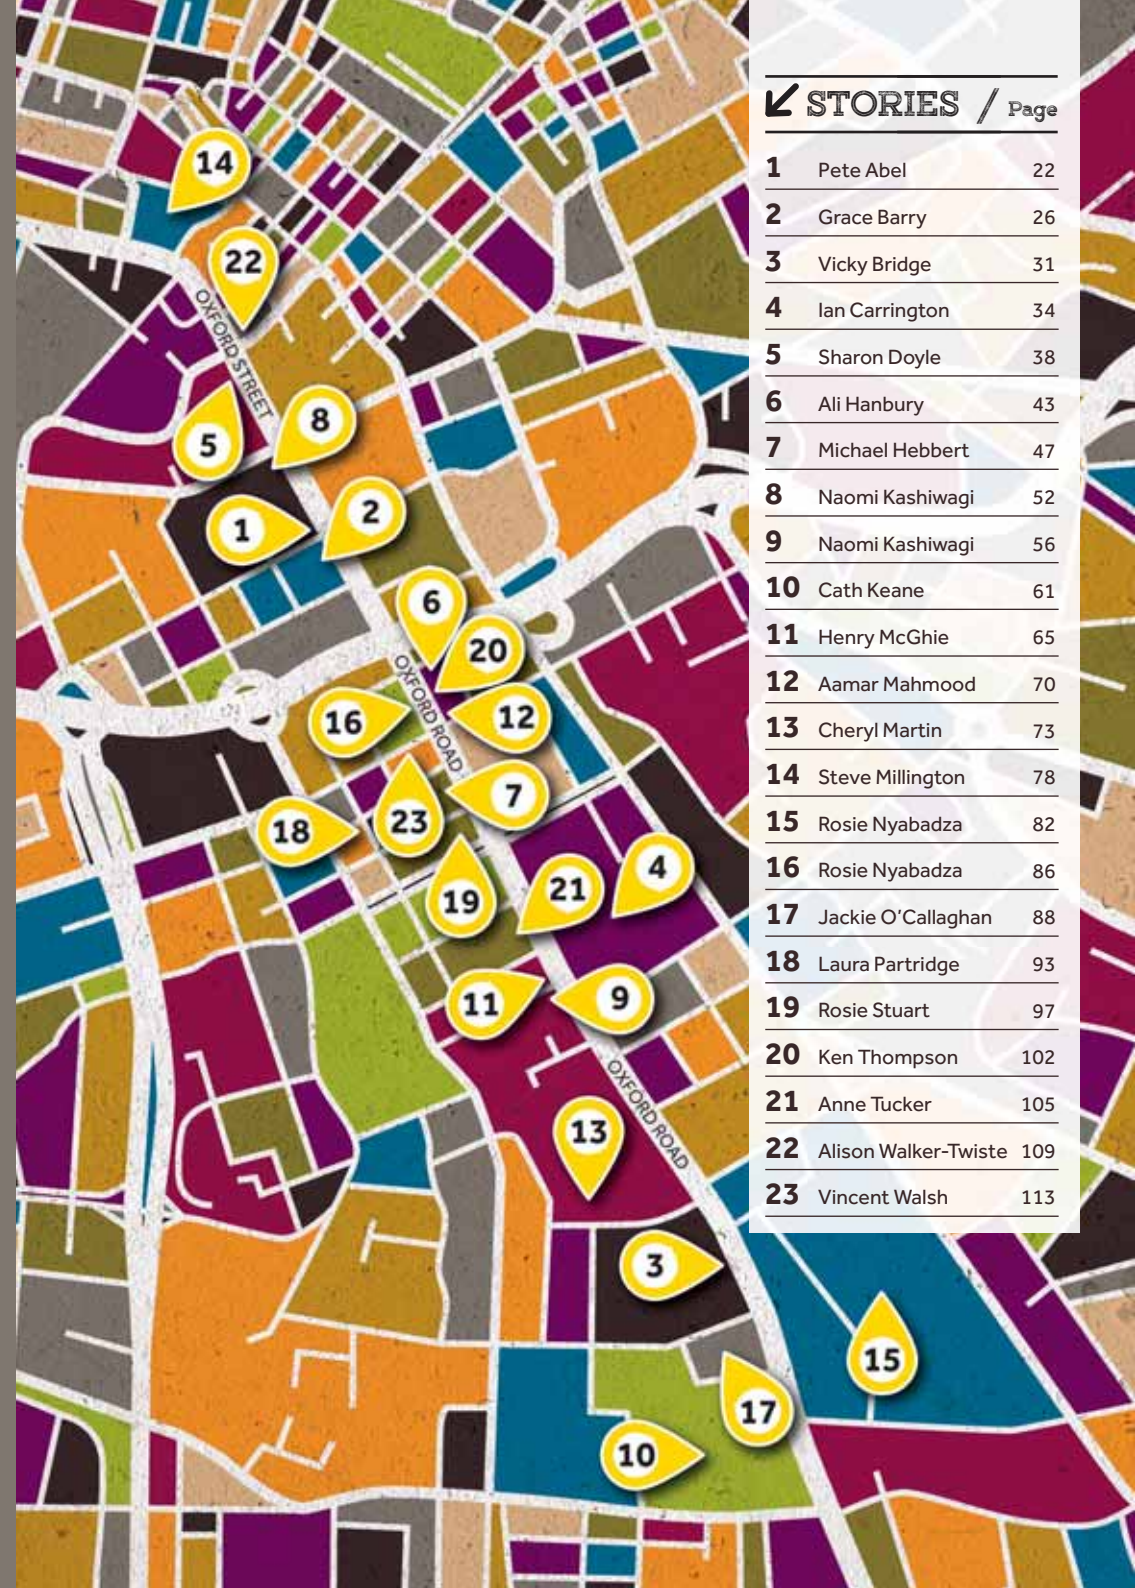 STORIES / Page
1 Pete Abel 22
2 Grace Barry 26
3 Vicky Bridge 31
4 Ian Carrington 34
5 Sharon Doyle 38
6 Ali Hanbury 43
7 Michael Hebbert 47
8 Naomi Kashiwagi 52
9 Naomi Kashiwagi 56
10 Cath Keane 61
11 Henry McGhie 65
12 Aamar Mahmood 70
13 Cheryl Martin 73
14 Steve Millington 78
15 Rosie Nyabadza 82
16 Rosie Nyabadza 86
17 Jackie O'Callaghan 88
18 Laura Partridge 93
19 Rosie Stuart 97
20 Ken Thompson 102
21 Anne Tucker 105
22 Alison Walker-Twiste 109
23 Vincent Walsh 113
14
22
OXFORD STREET
8
5
2
1
6
20
OXFORD ROAD
16
12
7
23
18
4
21
19
9
11
OXFORD ROAD
13
3
15
17
10